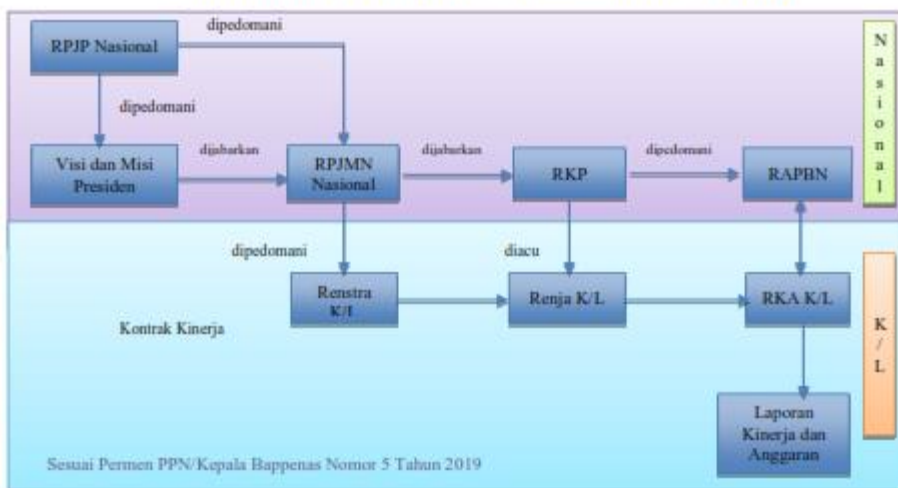 dipedomani
RPJP Nasional
dipedomani
Visi dan Misi
Presiden
dijabarkan
RPJMN
Nasional
dijabarkan
RKP
dipedomani
RAPBN
Nasional
dipedomani
diacu
Renstra
K/L
Renja K/L
RKA K/L
Kontrak Kinerja
K/L
Laporan
Kinerja dan
Anggaran
Sesuai Permen PPN/Kepala Bappenas Nomor 5 Tahun 2019